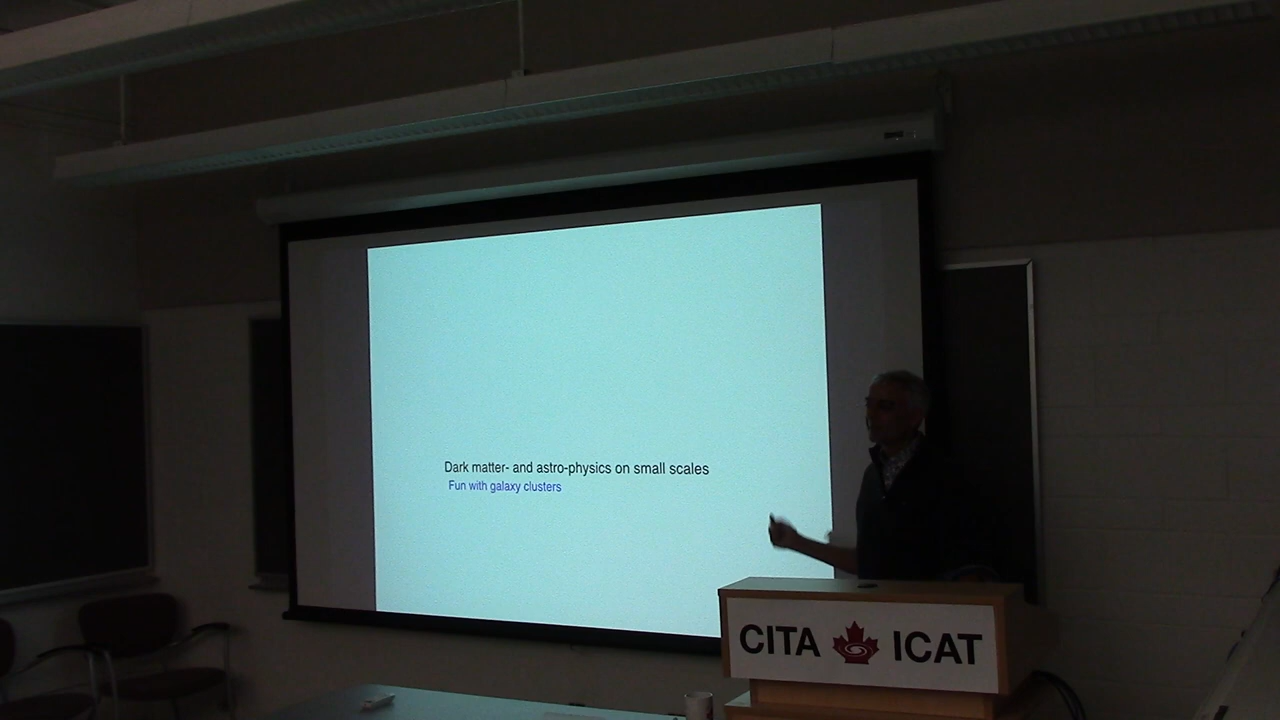 Dark matter- and astro-physics on small scales
Fun with galaxy clusters
CITA ICAT